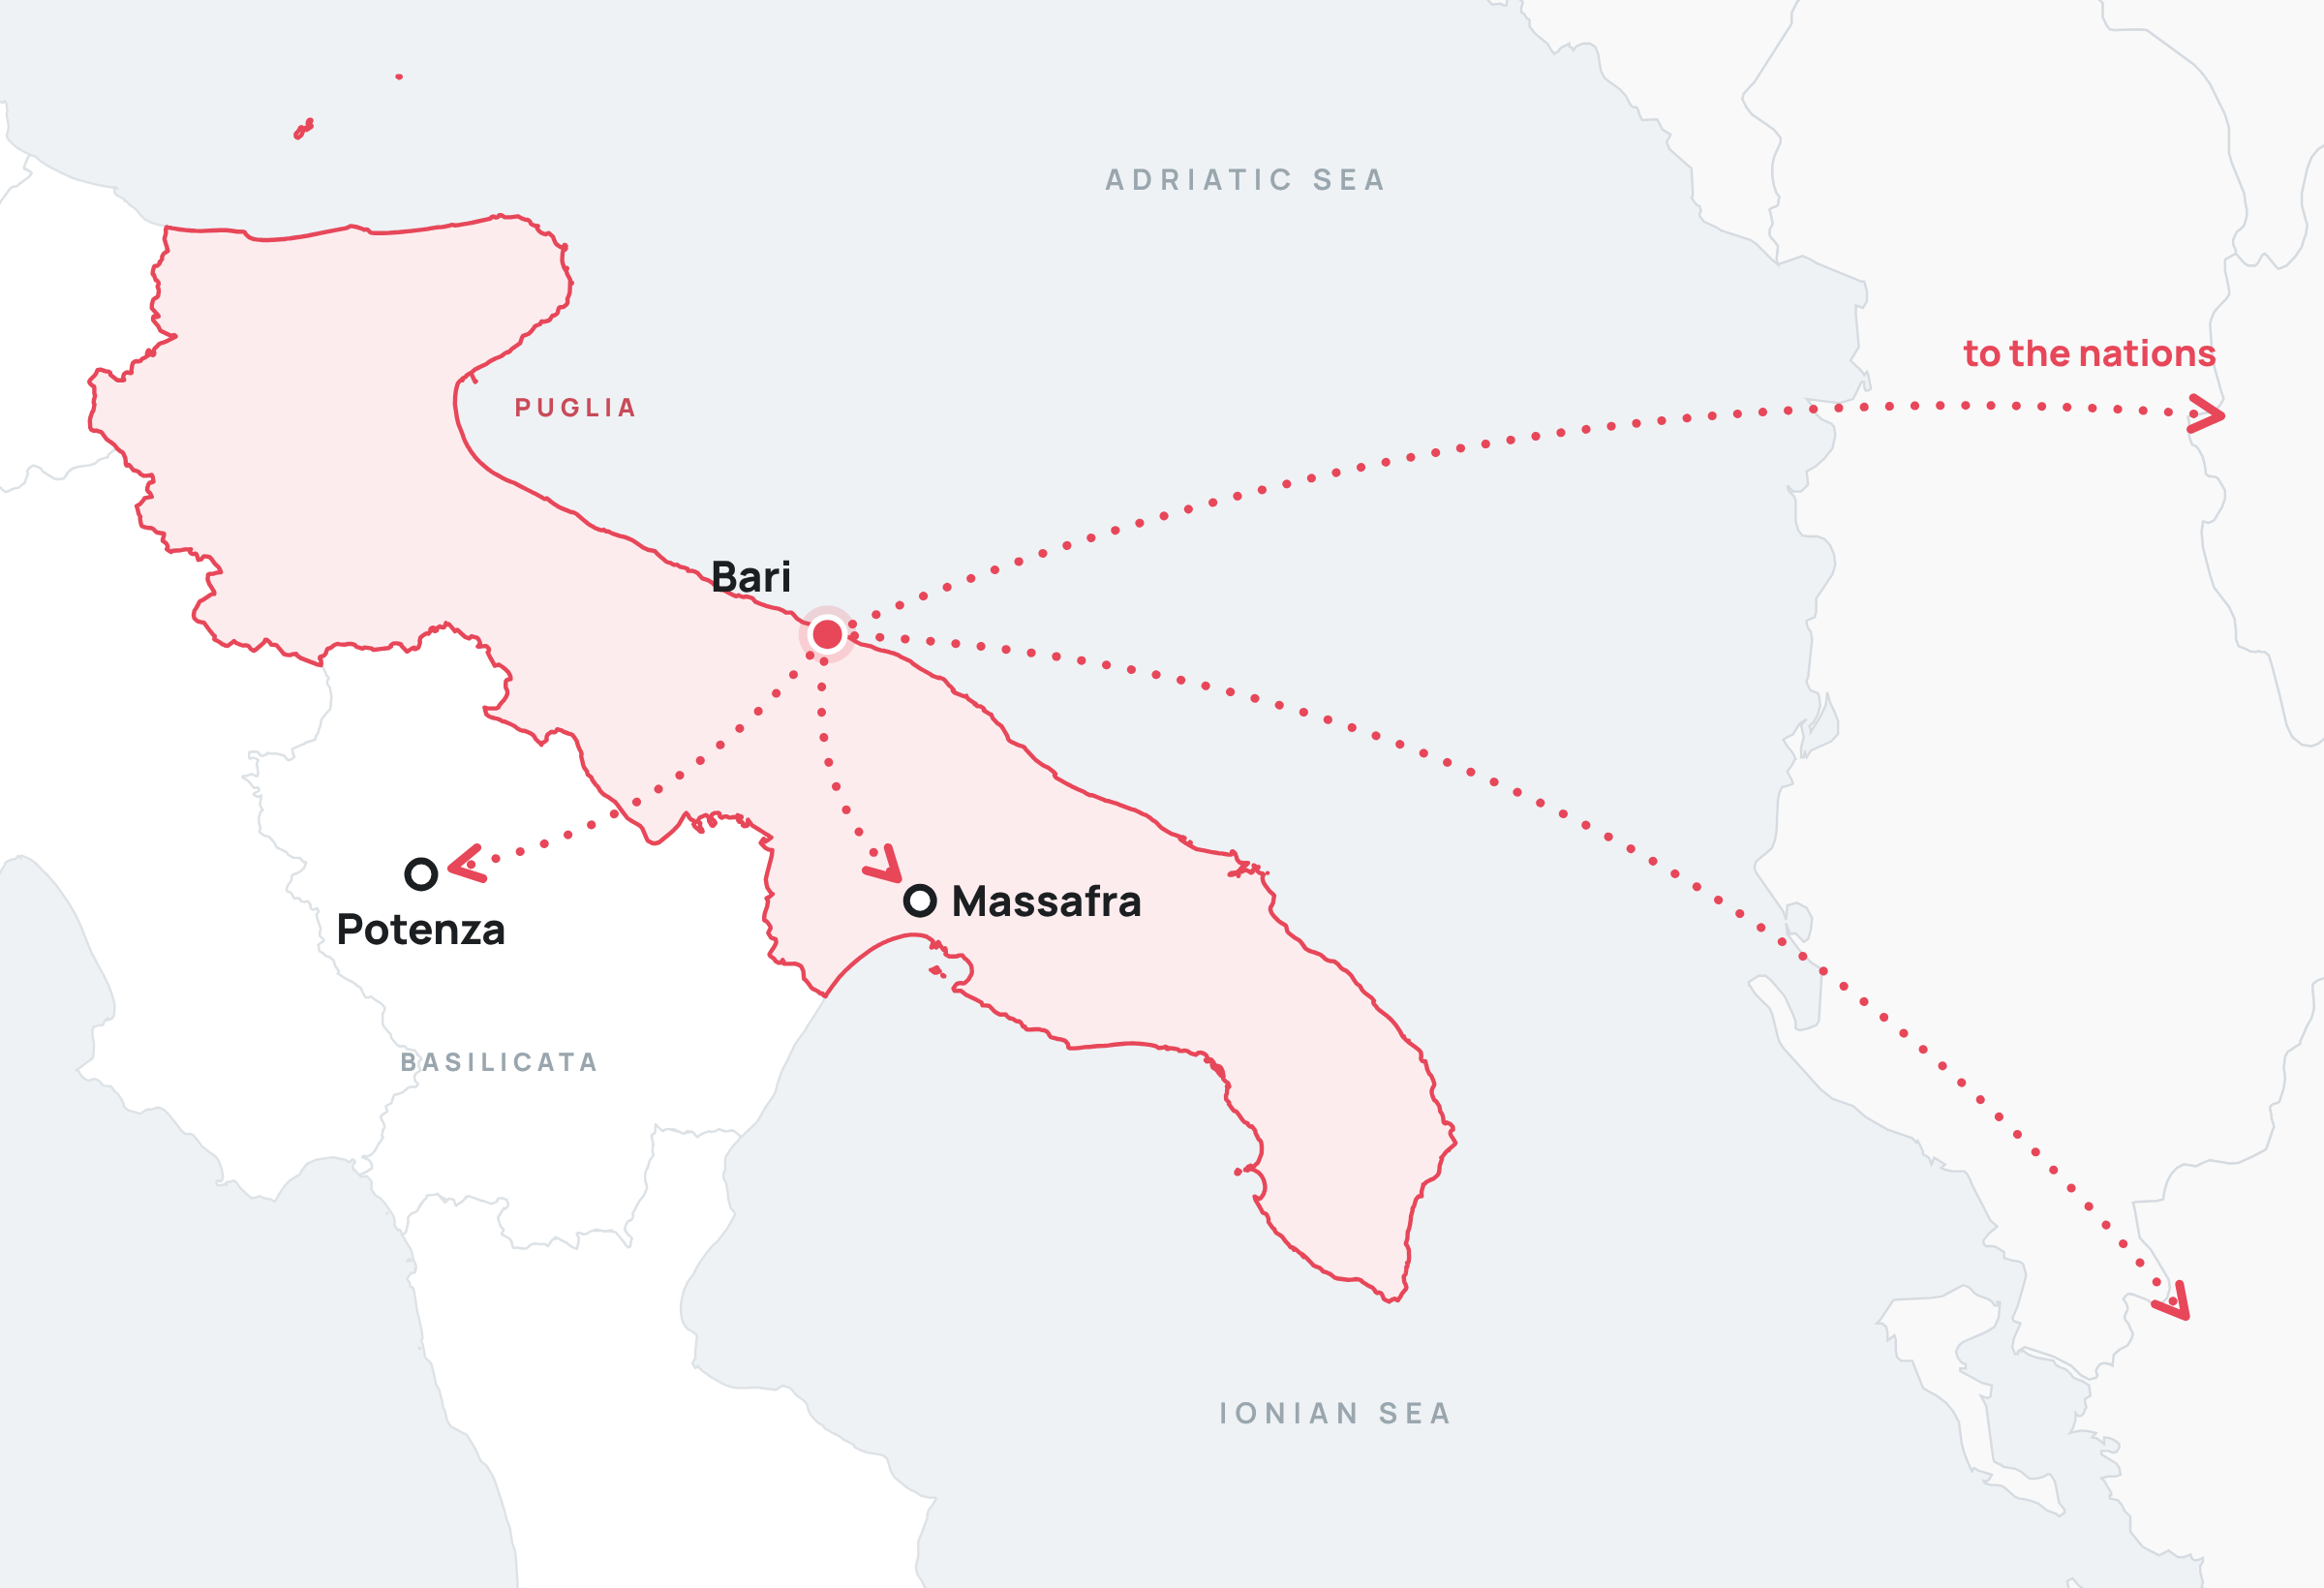 ADRIATIC SEA
to the nations
PUGLIA
Bari
Massafra
Potenza
BASILICATA
IONIAN SEA